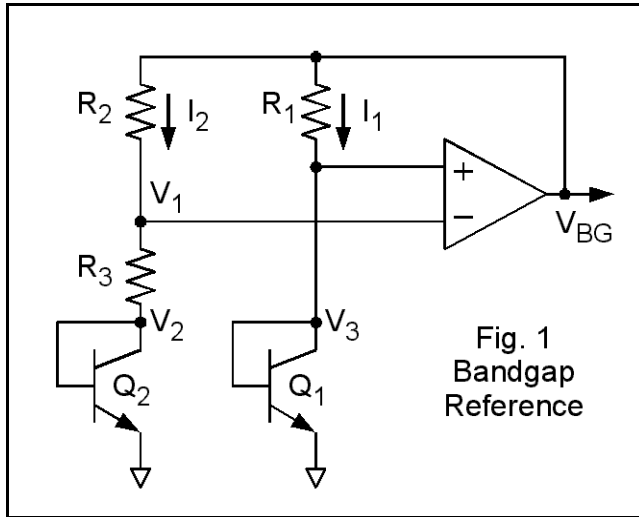 R2
I2
R1
I1
V1
+
−
VBG
R3
V2
V3
Q2
Q1
Fig. 1
Bandgap
Reference